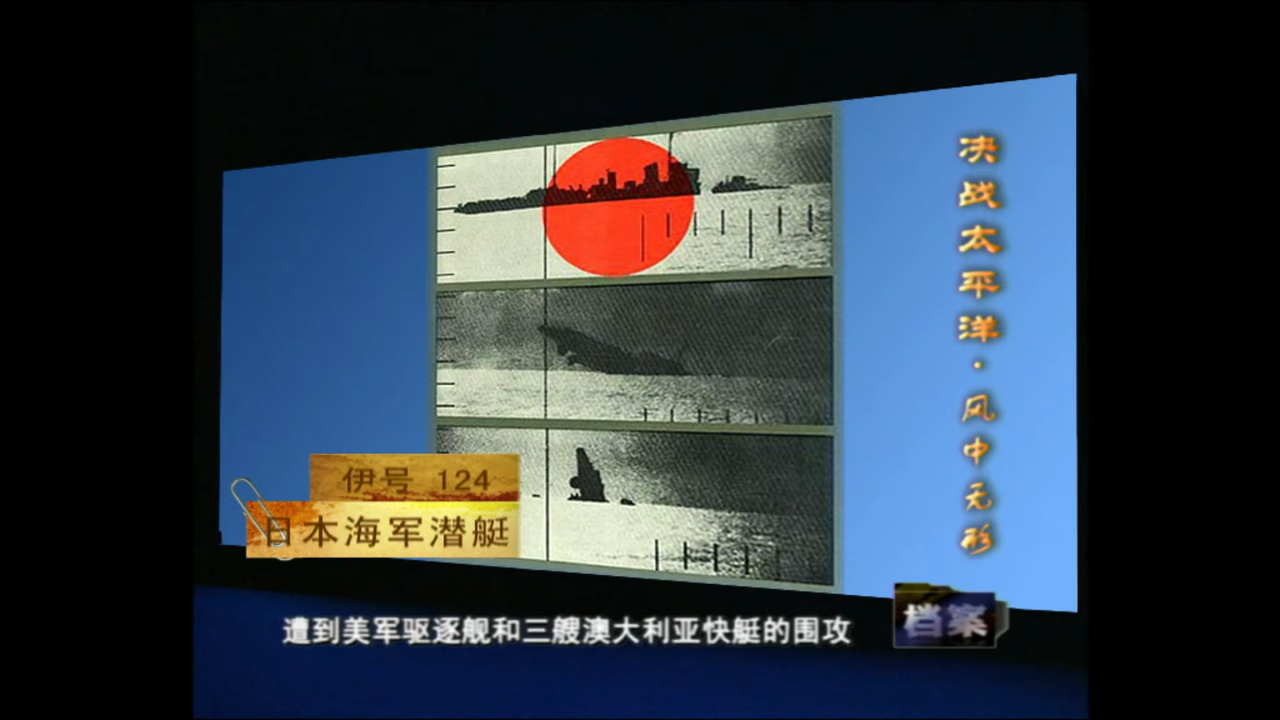 决战太平洋·风中无形
伊号 124
日本海军潜艇
遭到美军驱逐舰和三艘澳大利亚快艇的围攻
档案